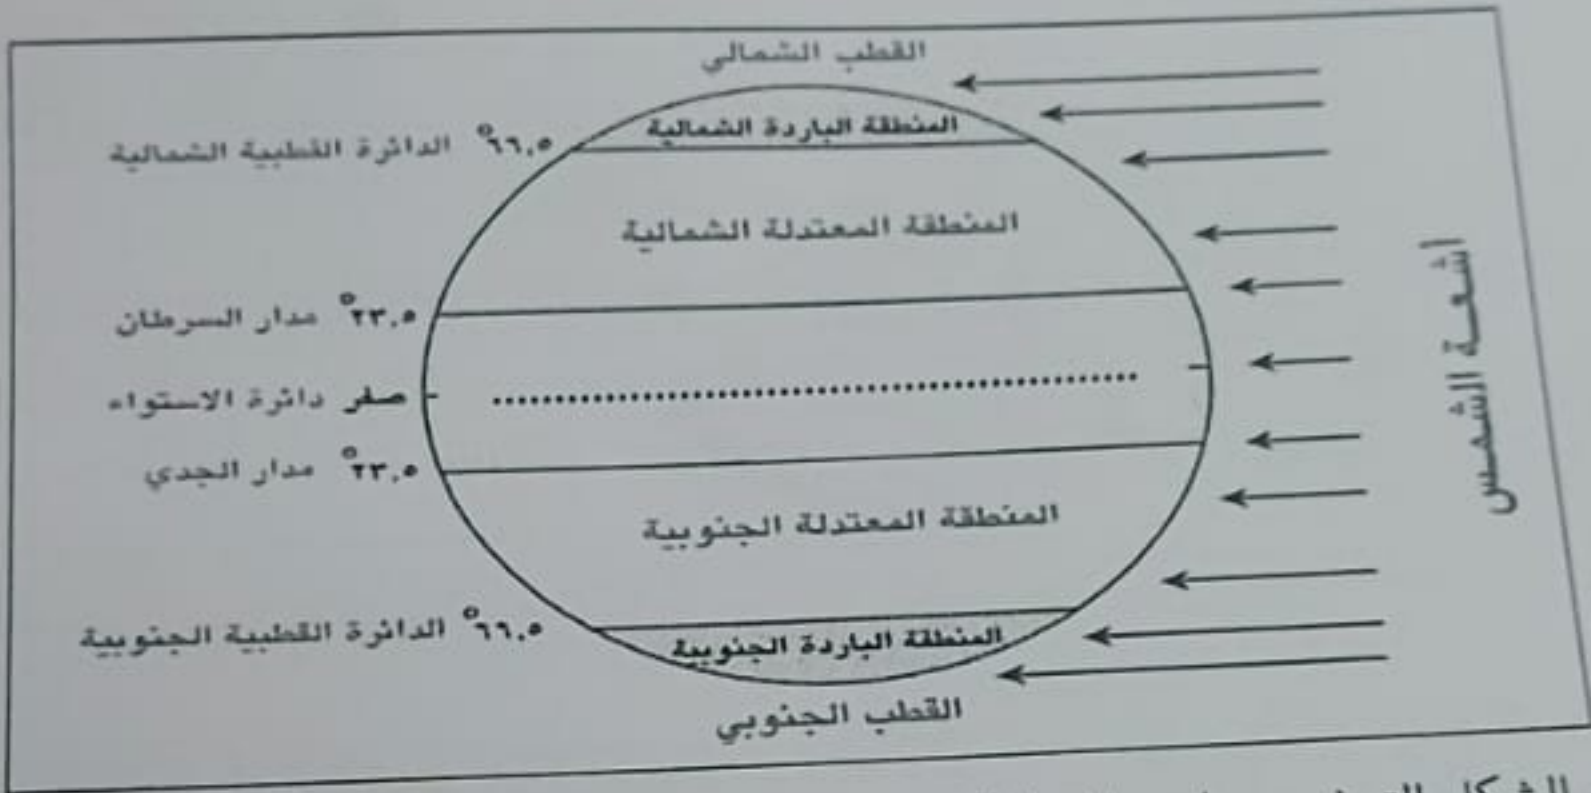 القطب الشمالي
المنطقة الباردة الشمالية
٦٦,٥° الدائرة القطبية الشمالية
المنطقة المعتدلة الشمالية
٢٣,٥° مدار السرطان
صفر دائرة الاستواء
................................................
٢٣,٥° مدار الجدي
المنطقة المعتدلة الجنوبية
٦٦,٥° الدائرة القطبية الجنوبية
المنطقة الباردة الجنوبية
القطب الجنوبي
أشعة الشمس